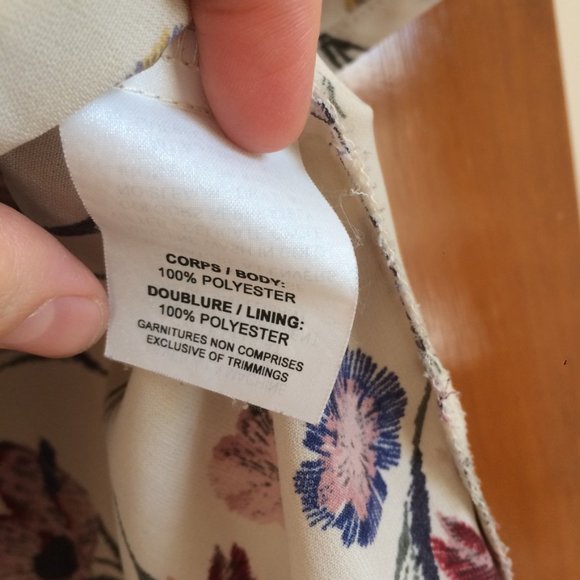 CORPS / BODY:
100% POLYESTER
DOUBLURE / LINING:
100% POLYESTER
GARNITURES NON COMPRISES
EXCLUSIVE OF TRIMMINGS